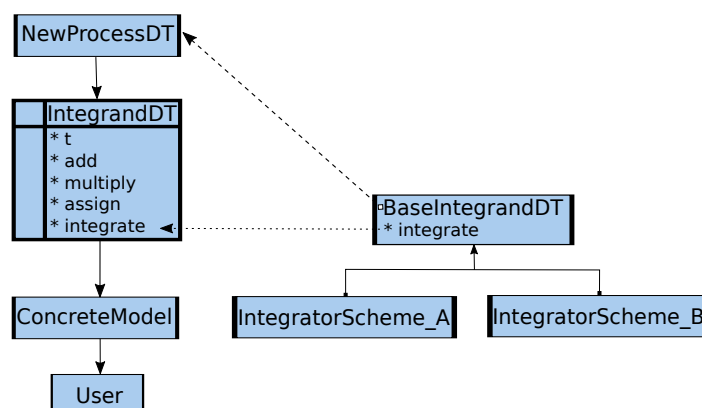 NewProcessDT
IntegrandDT
* t
* add
* multiply
* assign
* integrate
BaseIntegrandDT
* integrate
ConcreteModel
IntegratorScheme_A
IntegratorScheme_B
User